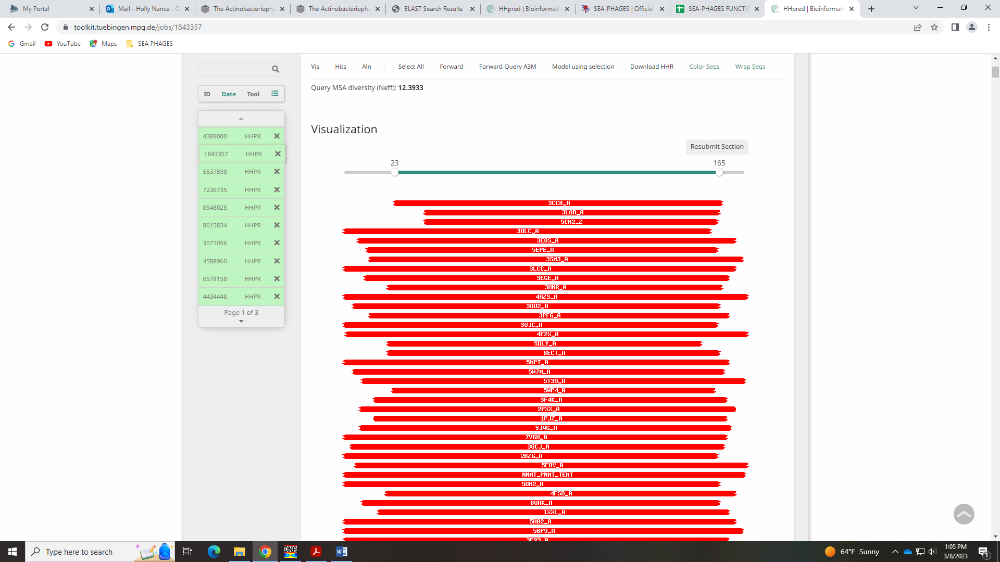 My Portal
Mail - Holly Nance - O
The Actinobacteriopha
The Actinobacteriopha
BLAST Search Results
HHpred | Bioinformati
SEA-PHAGES | Official
SEA-PHAGES FUNCTIO
HHpred | Bioinformati
toolkit.tuebingen.mpg.de/jobs/1843357
Gmail
YouTube
Maps
SEA PHAGES
Vis Hits Aln Select All Forward Forward Query A3M Model using selection Download HHR Color Seqs Wrap Seqs
Query MSA diversity (Neff): 12.3933
ID Date Tool
4389000 HHPR
1843357 HHPR
5537598 HHPR
7236735 HHPR
8548025 HHPR
8615834 HHPR
3571056 HHPR
4588960 HHPR
6578158 HHPR
4434448 HHPR
Page 1 of 3
Visualization
Resubmit Section
23 165
3CC8_A
3L8D_A
5CM2_Z
3DLC_A
3E8S_A
5EPE_A
3SM3_A
3LCC_A
3EGE_A
3HNR_A
4AZS_A
3OU2_A
3PFG_A
3UJC_A
4E2X_A
5DLY_A
6ECT_A
5MPT_A
5W7M_A
5T39_A
5WP4_A
3F4K_A
2PXX_A
1PJZ_A
3JWG_A
7V6H_A
3OCJ_A
2BZG_A
5EOV_A
NNMT_PNMT_TEMT
5DM2_A
4FSD_A
6UAK_A
1XXL_A
5H02_A
5BP9_A
Type here to search
DNA
64°F Sunny
1:05 PM
3/8/2023
1